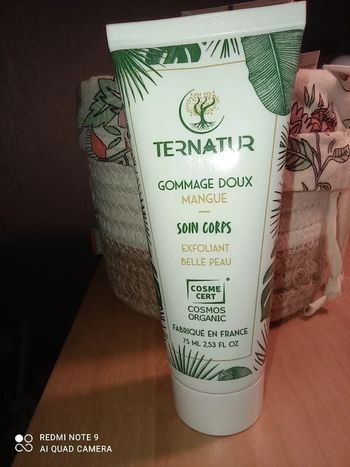 TERNATUR
GOMMAGE DOUX
MANGUE
SOIN CORPS
EXFOLIANT
BELLE PEAU
COSME
CERT
COSMOS
ORGANIC
FABRIQUÉ EN FRANCE
75 ML 2,53 FL OZ
REDMI NOTE 9
AI QUAD CAMERA